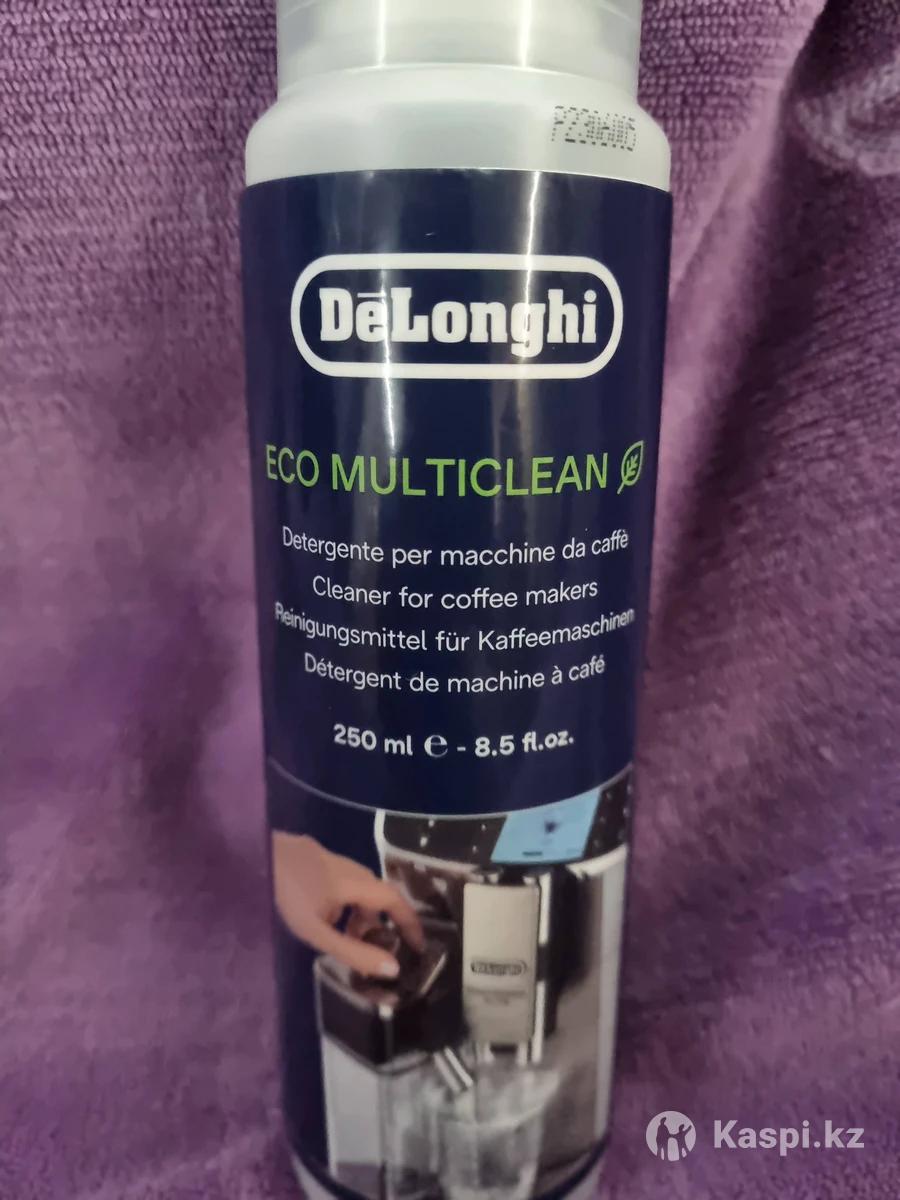 DēLonghi
ECO MULTICLEAN
Detergente per macchine da caffè
Cleaner for coffee makers
Reinigungsmittel für Kaffeemaschinen
Détergent de machine à café
250 ml ℮ - 8.5 fl.oz.
Kaspi.kz